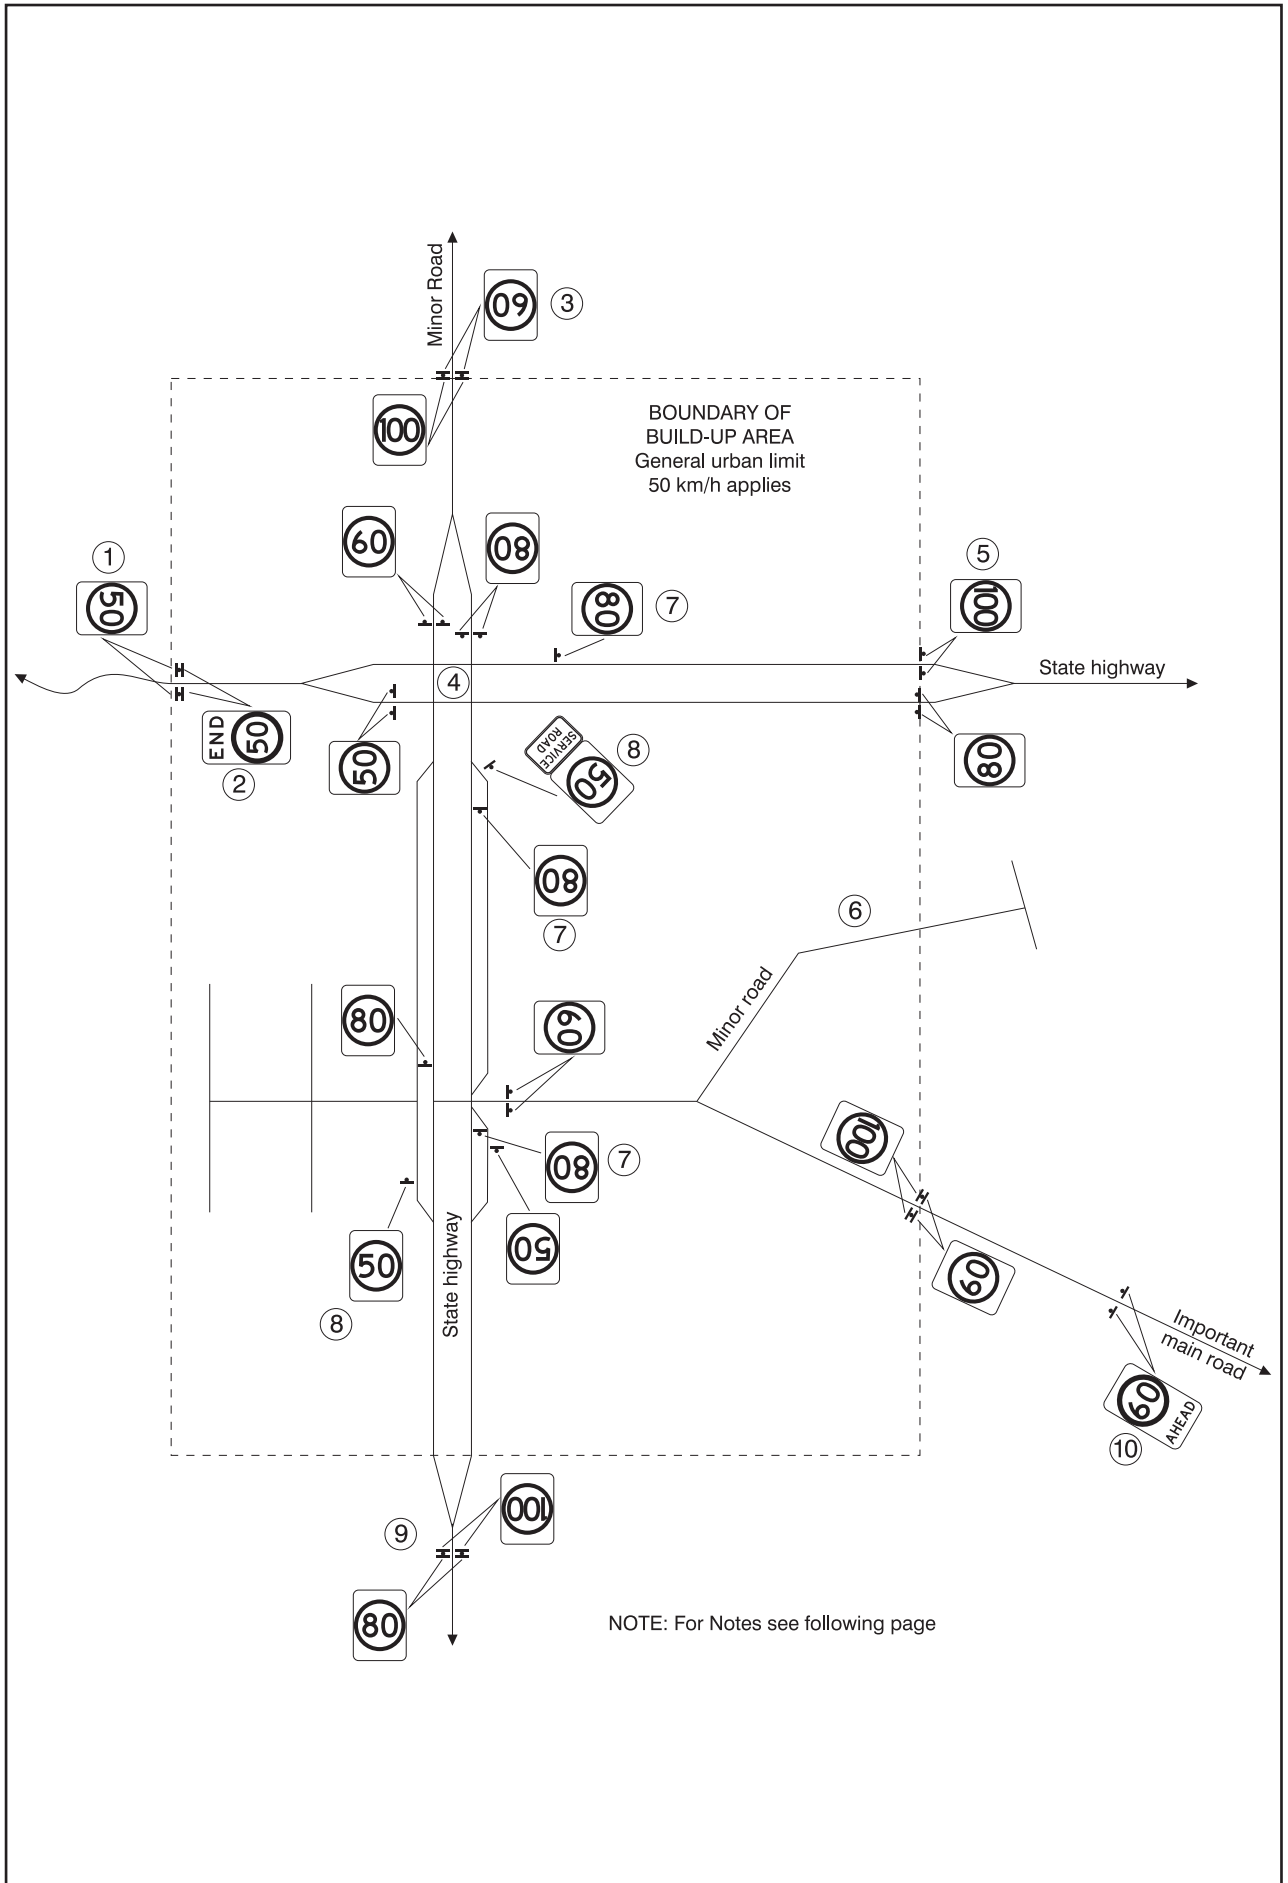 Minor Road
60
3
100
BOUNDARY OF
BUILD-UP AREA
General urban limit
50 km/h applies
60
80
1
50
80
7
5
100
State highway
4
END
50
2
50
SERVICE
ROAD
50
8
80
80
7
6
Minor road
80
60
100
80
7
50
50
8
State highway
60
Important
main road
60
AHEAD
10
100
9
80
NOTE: For Notes see following page